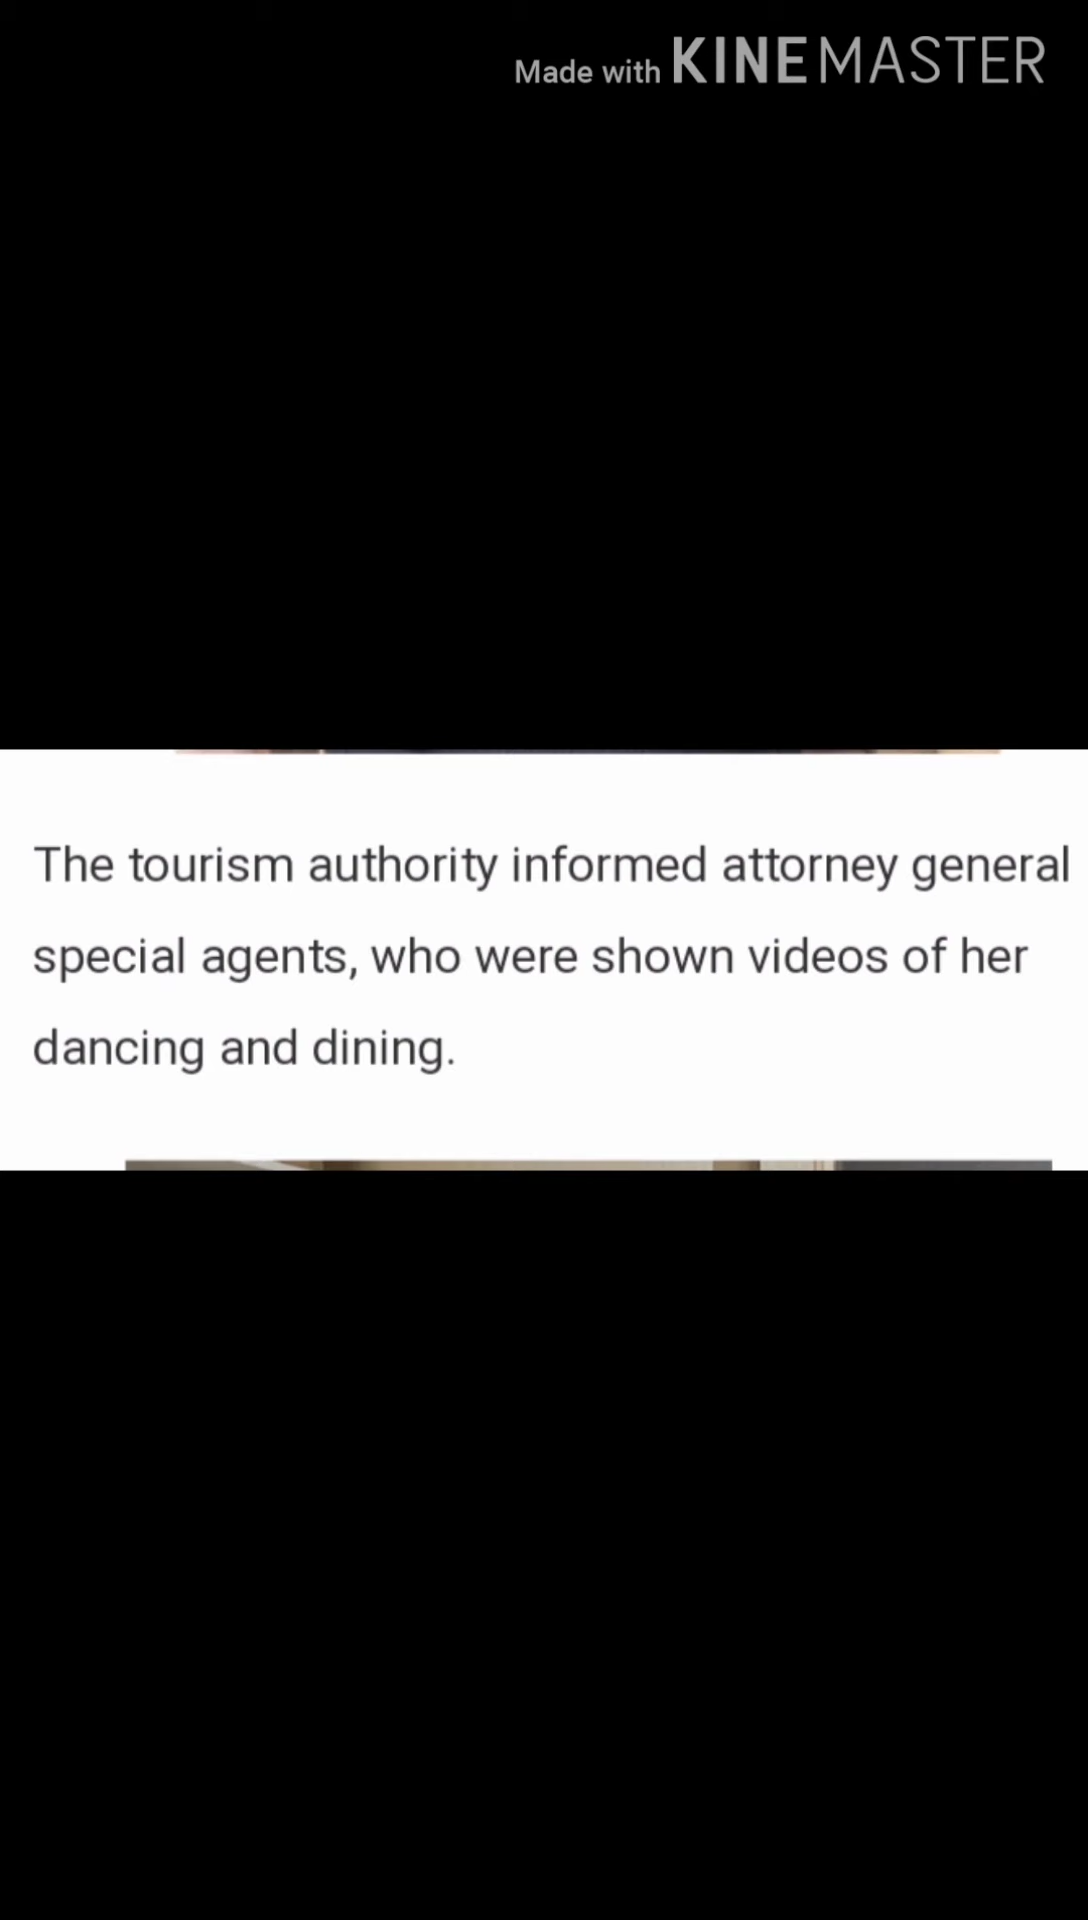 Made with KINEMASTER
The tourism authority informed attorney general
special agents, who were shown videos of her
dancing and dining.